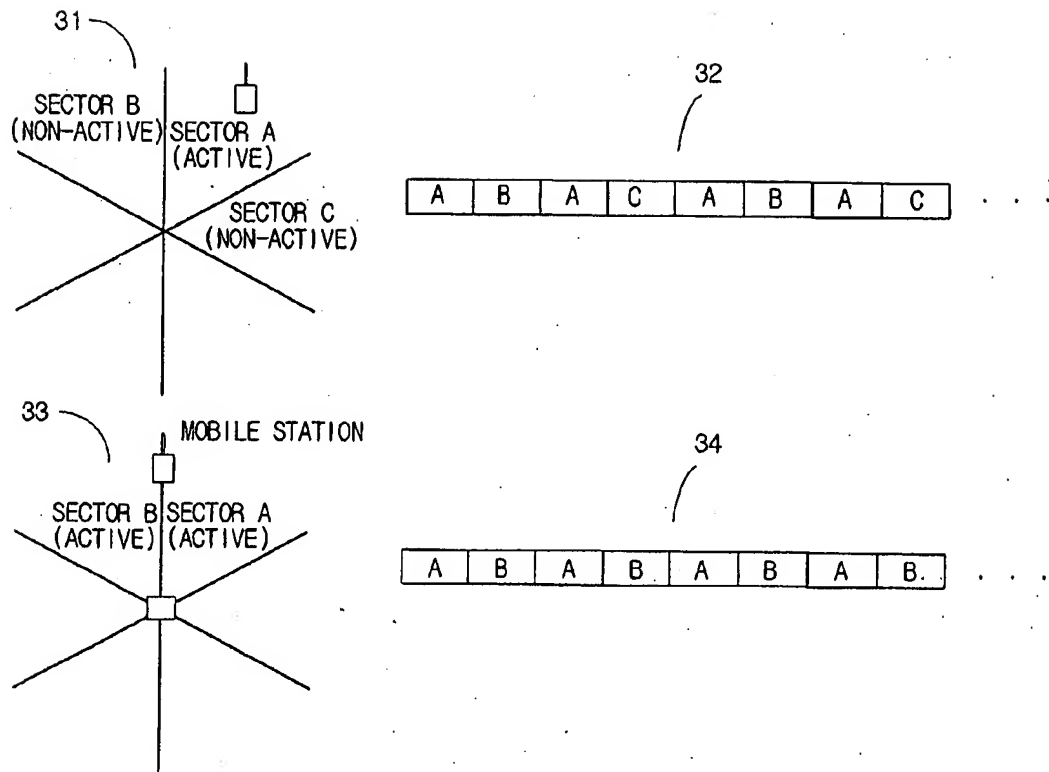 31
SECTOR B
(NON-ACTIVE)
SECTOR A
(ACTIVE)
SECTOR C
(NON-ACTIVE)
32
A B A C A B A C . . .
33
MOBILE STATION
SECTOR B
(ACTIVE)
SECTOR A
(ACTIVE)
34
A B A B A B A B . . .